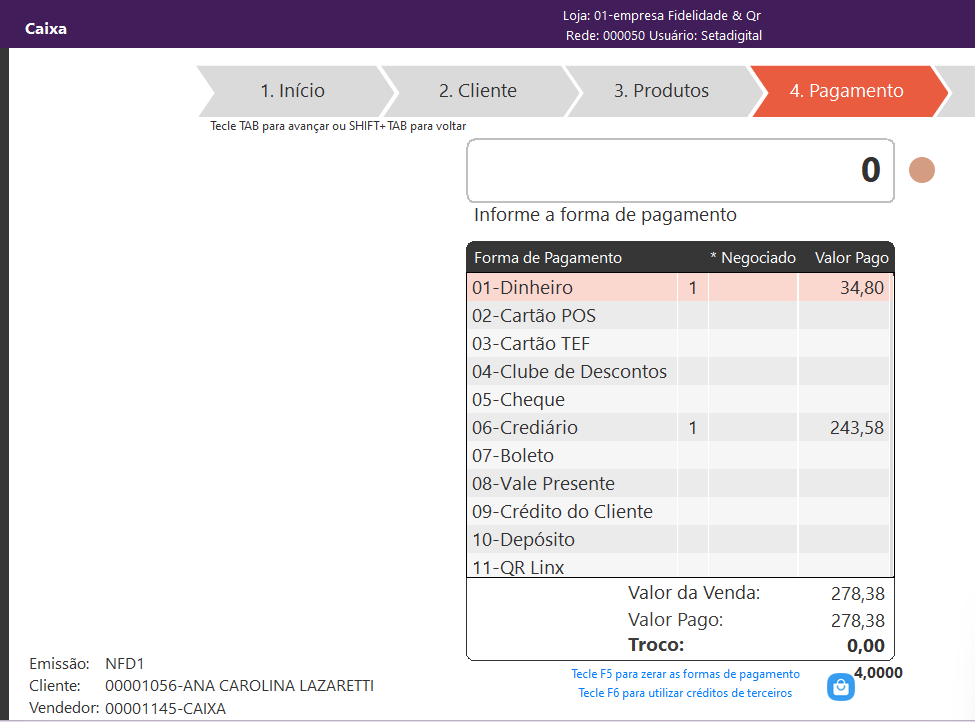 Caixa
Loja: 01-empresa Fidelidade & Qr
Rede: 000050 Usuário: Setadigital
1. Início 2. Cliente 3. Produtos 4. Pagamento
Tecle TAB para avançar ou SHIFT+TAB para voltar
0
Informe a forma de pagamento
Forma de Pagamento * Negociado Valor Pago
01-Dinheiro 1 34,80
02-Cartão POS
03-Cartão TEF
04-Clube de Descontos
05-Cheque
06-Crediário 1 243,58
07-Boleto
08-Vale Presente
09-Crédito do Cliente
10-Depósito
11-QR Linx
Valor da Venda: 278,38
Valor Pago: 278,38
Troco: 0,00
Emissão: NFD1
Cliente: 00001056-ANA CAROLINA LAZARETTI
Vendedor: 00001145-CAIXA
Tecle F5 para zerar as formas de pagamento
Tecle F6 para utilizar créditos de terceiros
4,0000